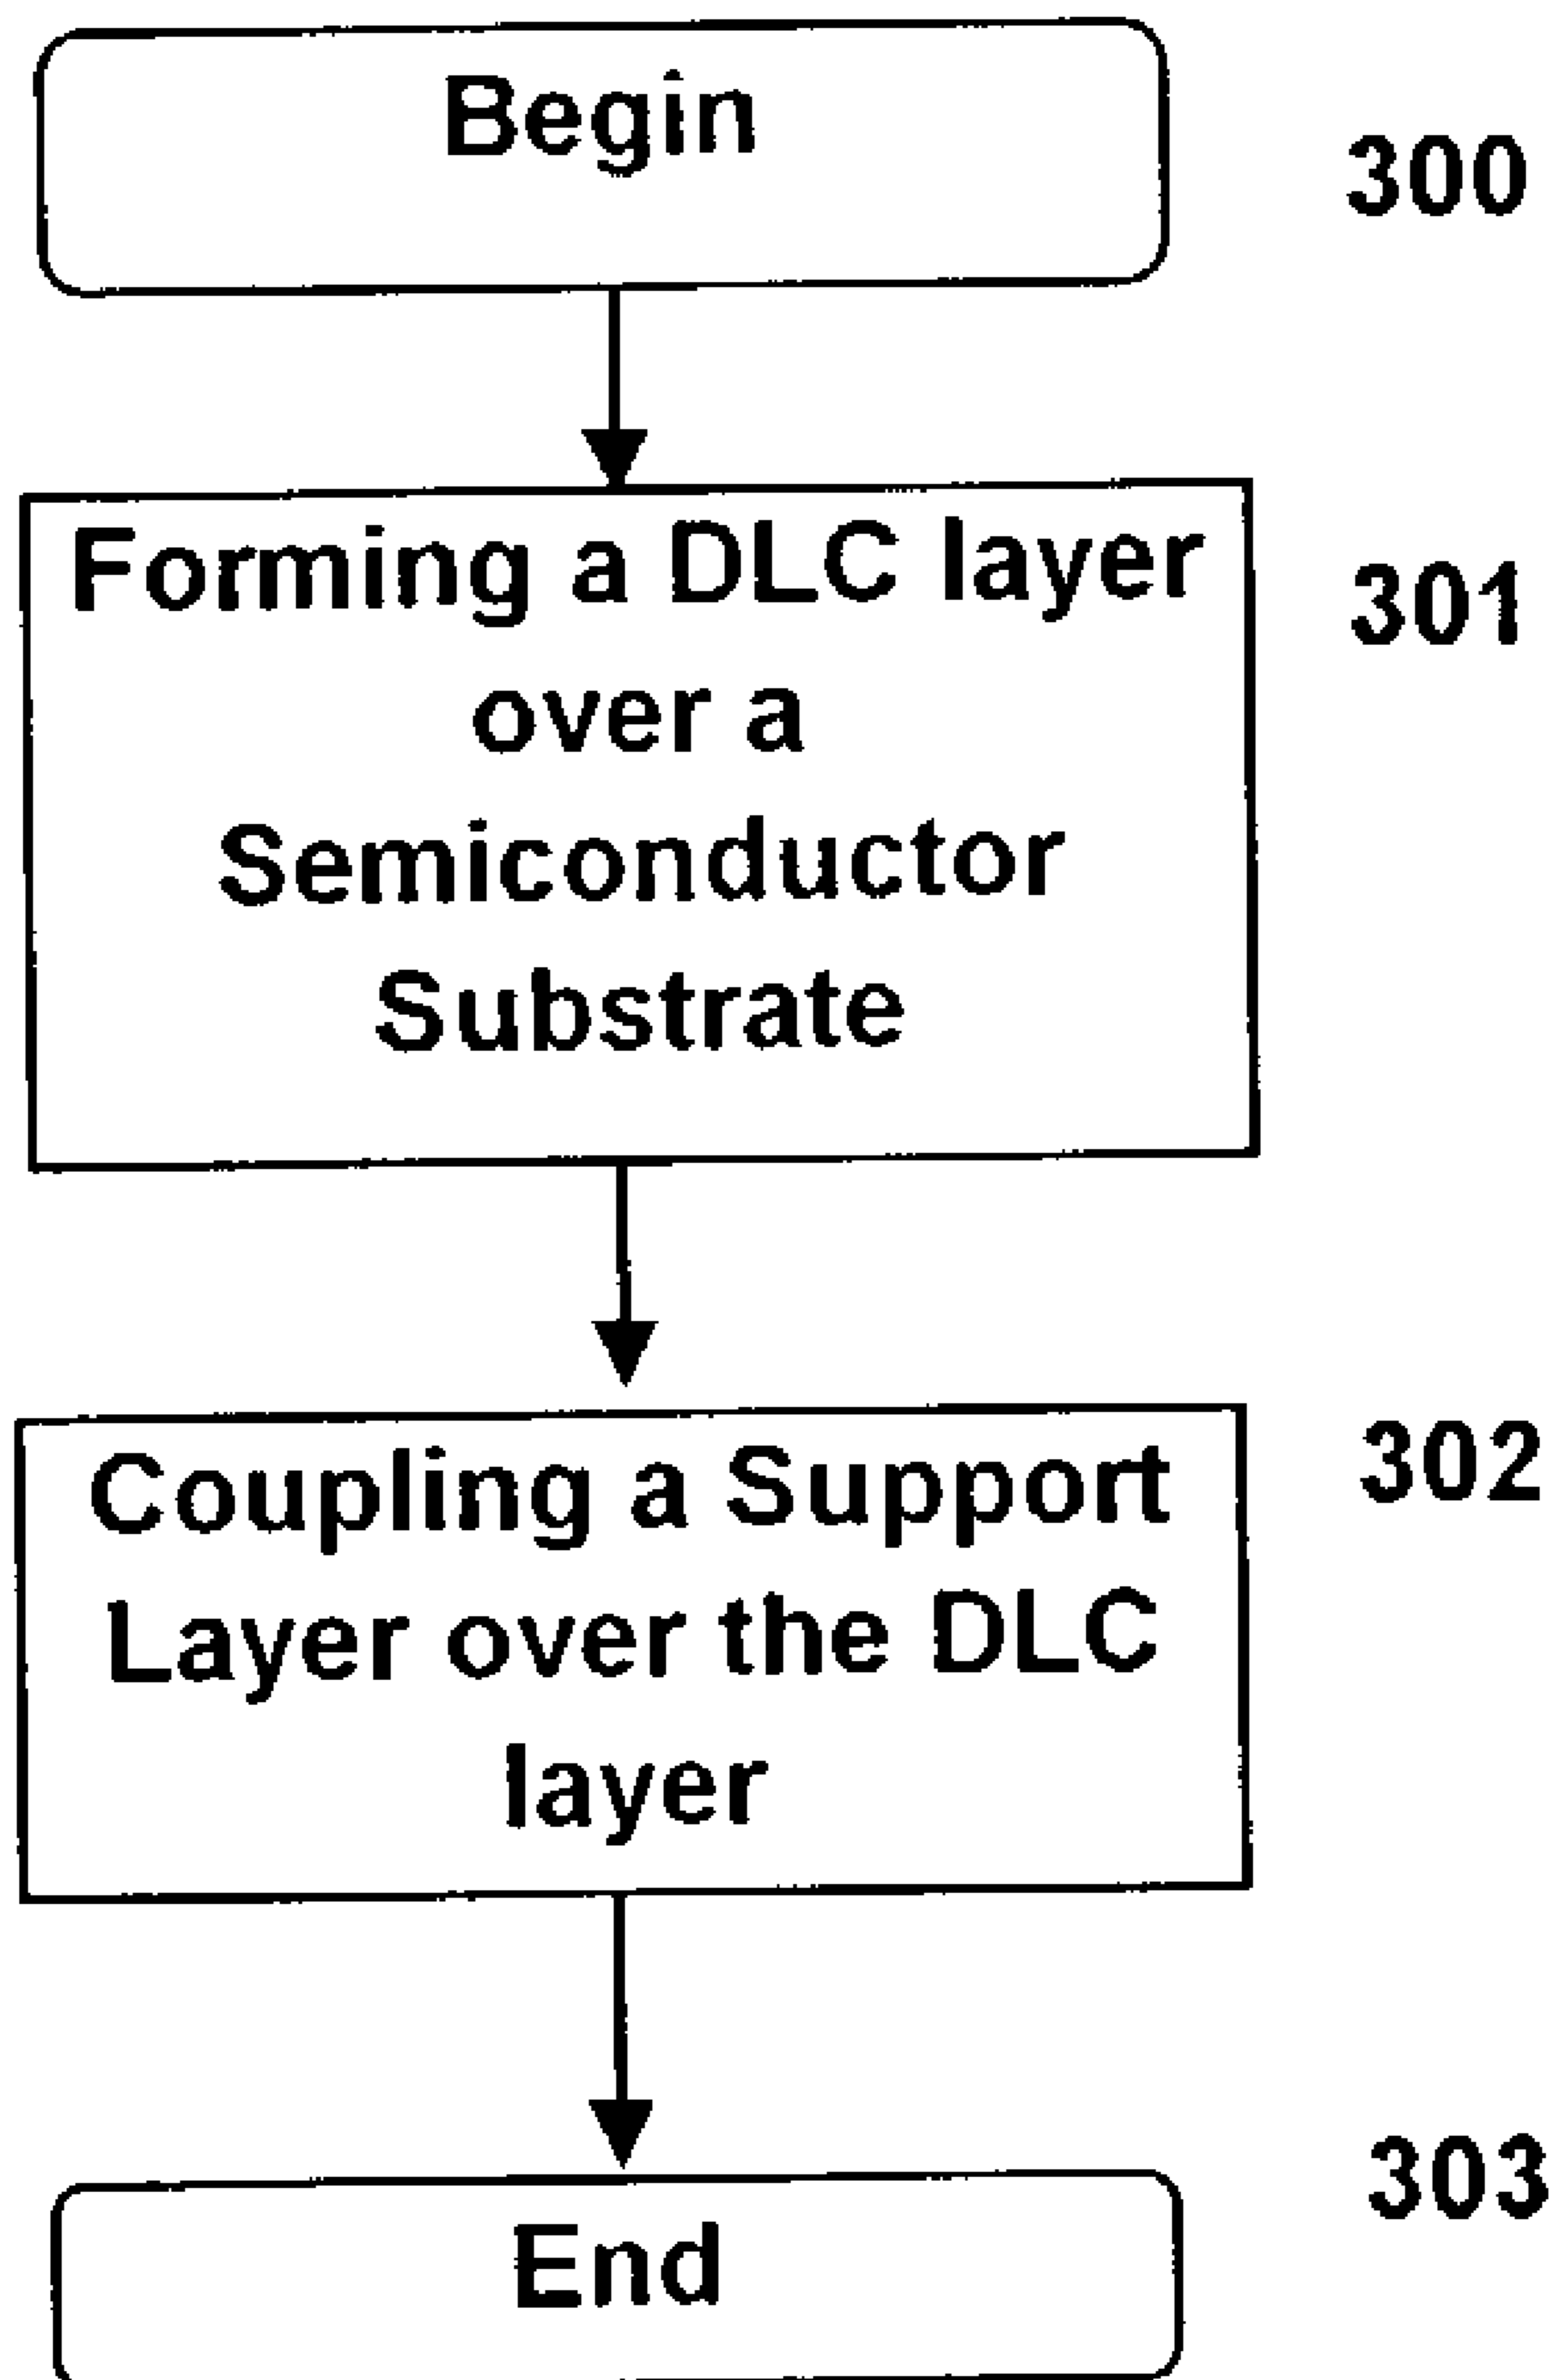 Begin
300
Forming a DLC layer
301
over a
Semiconductor
Substrate
Coupling a Support
302
Layer over the DLC
layer
303
End